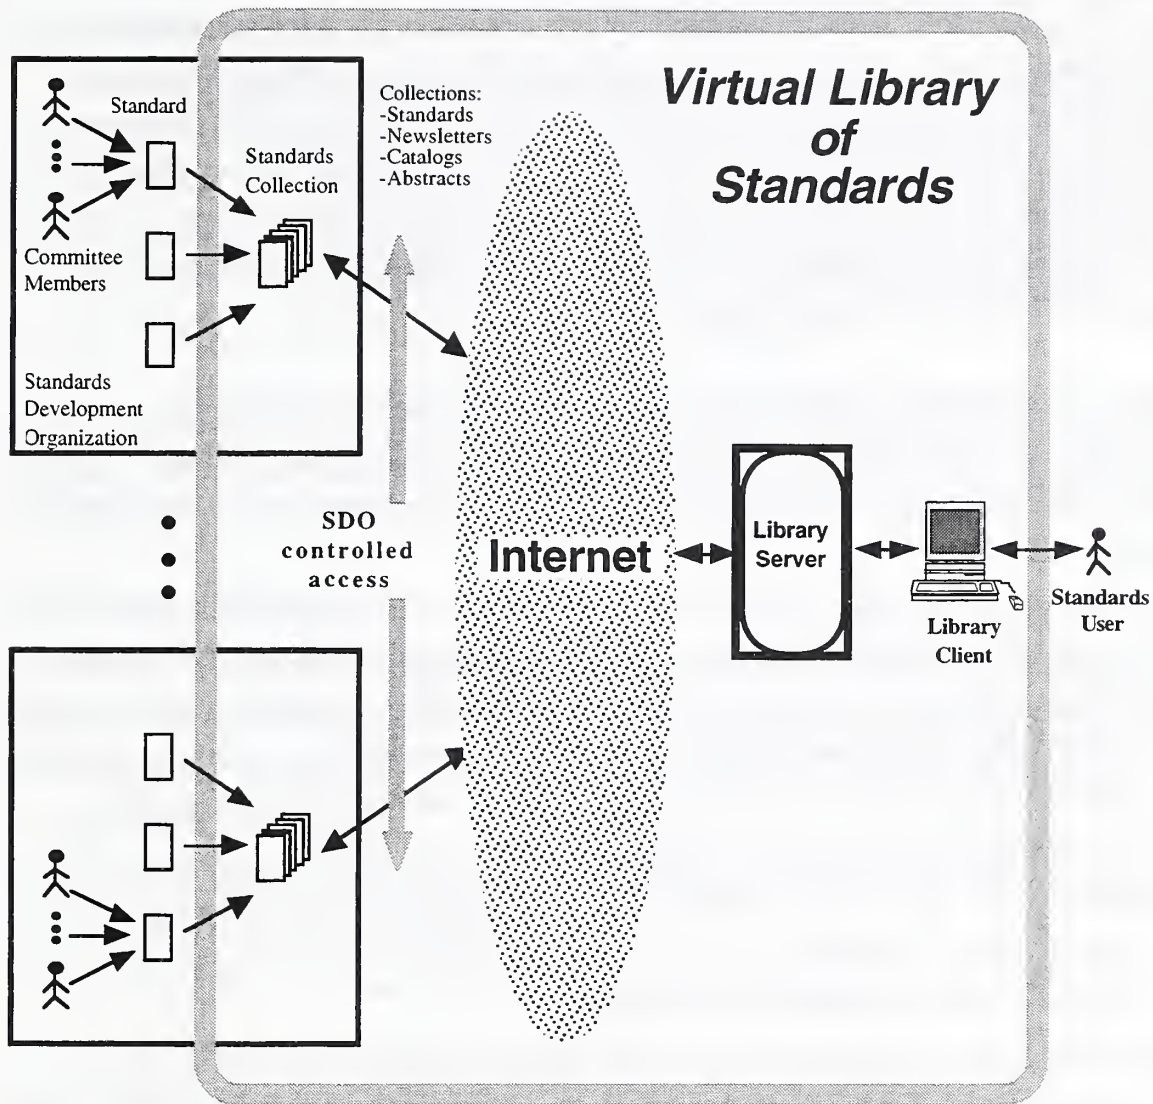 Virtual Library
of
Standards
Collections:
-Standards
-Newsletters
-Catalogs
-Abstracts
Standard
Standards
Collection
Committee
Members
Standards
Development
Organization
SDO
controlled
access
Internet
Library
Server
Library
Client
Standards
User